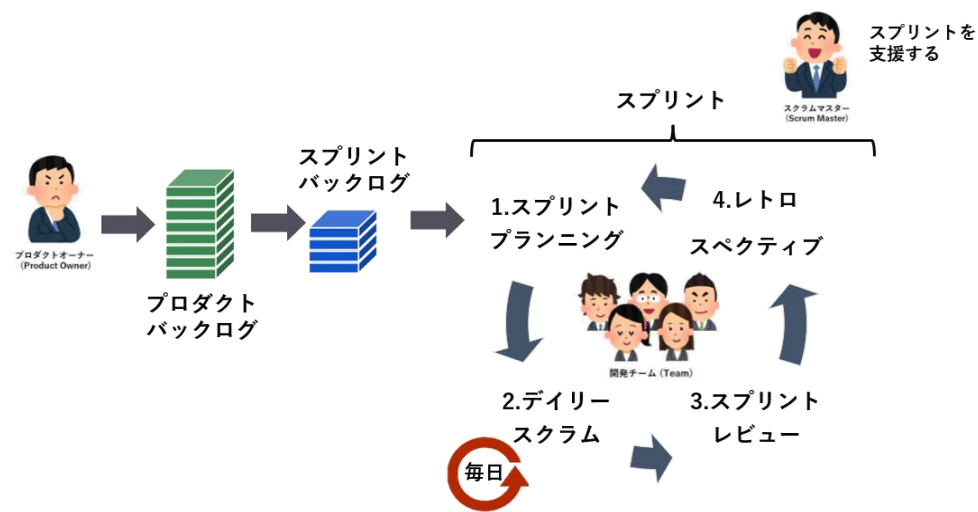 スプリントを
支援する
スクラムマスター
(Scrum Master)
スプリント
スプリント
バックログ
プロダクトオーナー
(Product Owner)
プロダクト
バックログ
1.スプリント
プランニング
4.レトロ
スペクティブ
開発チーム (Team)
2.デイリー
スクラム
毎日
3.スプリント
レビュー